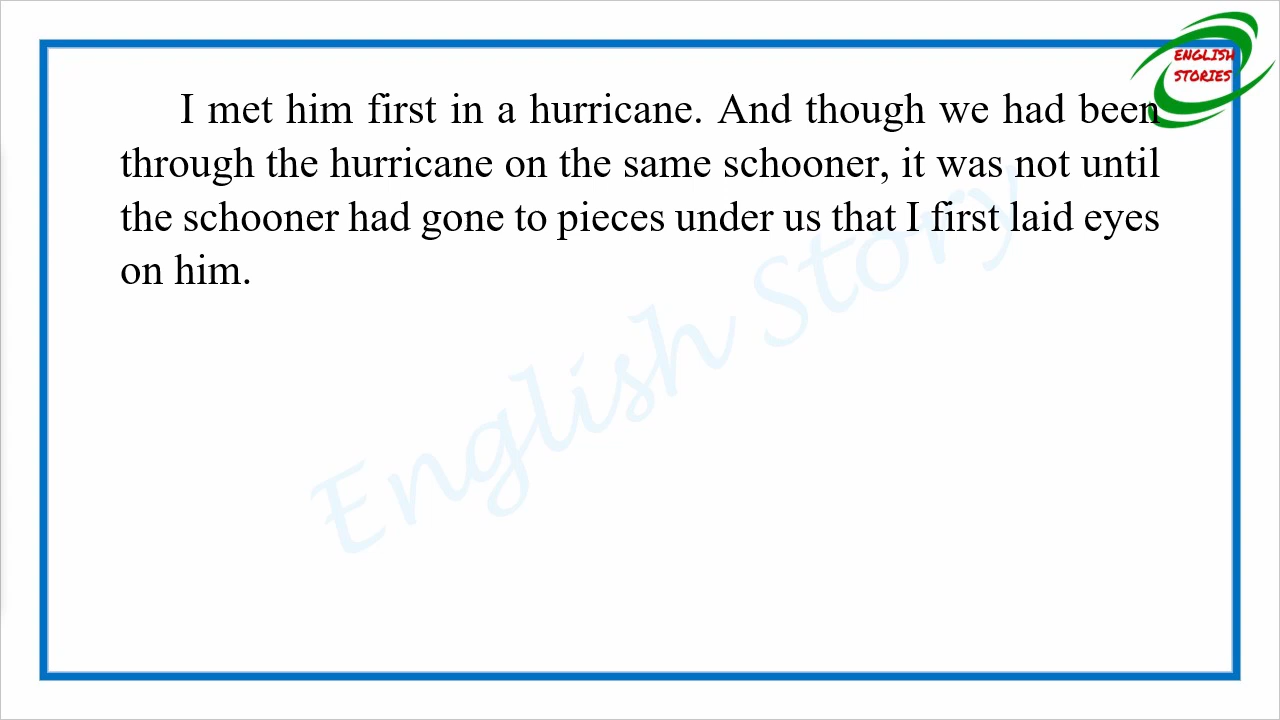 ENGLISH
STORIES
I met him first in a hurricane. And though we had been
through the hurricane on the same schooner, it was not until
the schooner had gone to pieces under us that I first laid eyes
on him.
English Story